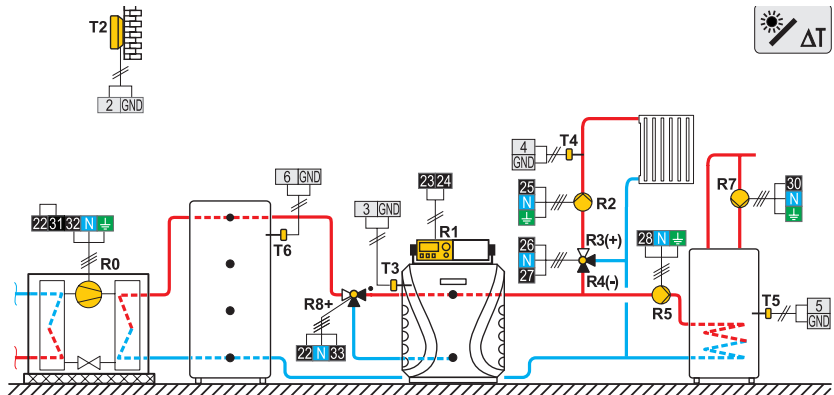 T2
ΔT
2 GND
4
GND
T4
6 GND
23 24
25
N
R2
R7
30
N
22 31 32 N
3 GND
R1
26
N
27
R3(+)
28 N
R0
T6
T3
R4(-)
R8+
R5
T5
5
GND
22 N 33